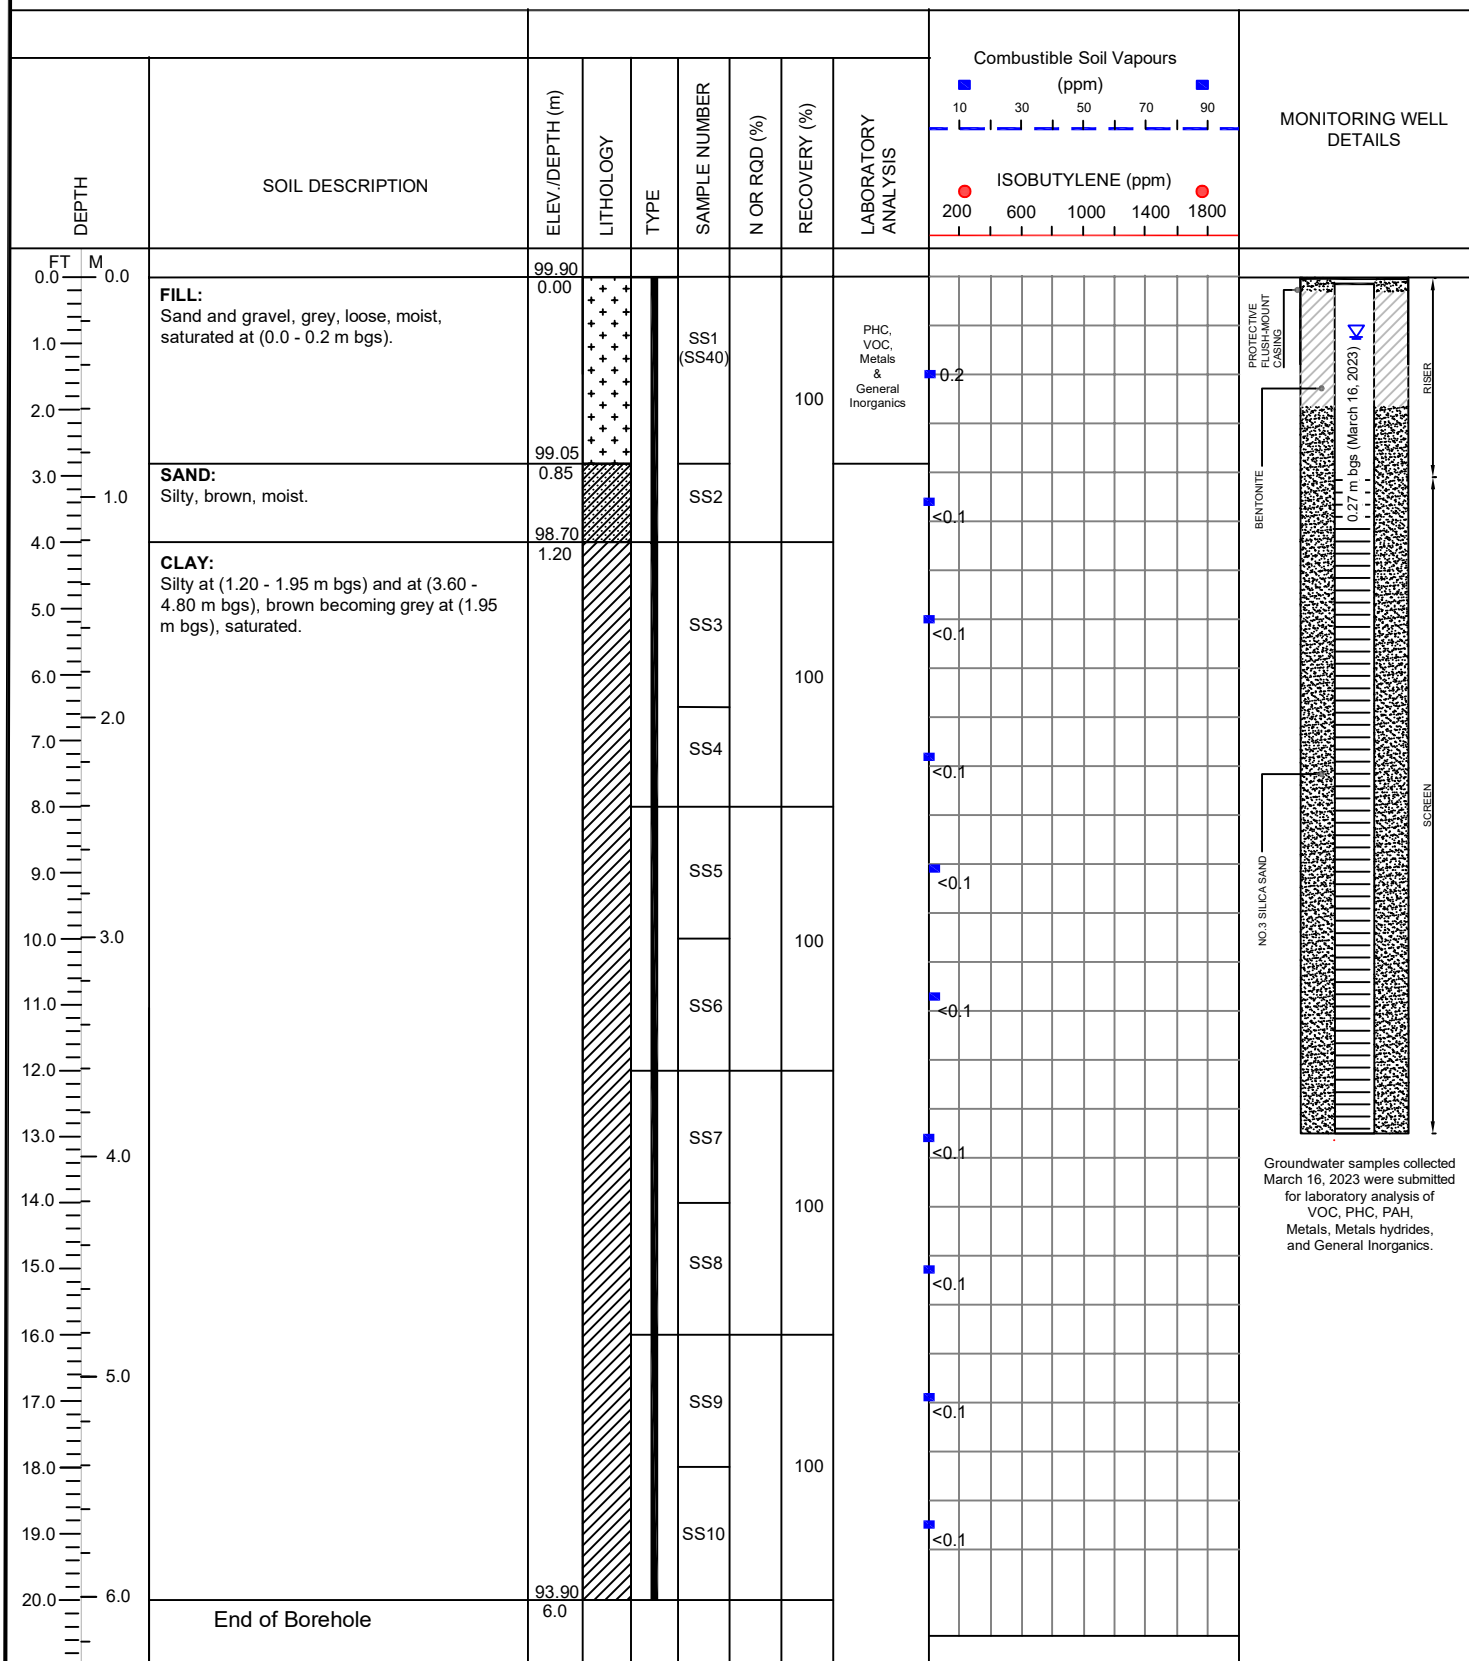 DEPTH
SOIL DESCRIPTION
ELEV./DEPTH (m)
LITHOLOGY
TYPE
SAMPLE NUMBER
N OR RQD (%)
RECOVERY (%)
LABORATORY
ANALYSIS
Combustible Soil Vapours
(ppm)
10 30 50 70 90
ISOBUTYLENE (ppm)
200 600 1000 1400 1800
MONITORING WELL
DETAILS
FT M
0.0 0.0
1.0
2.0
3.0
1.0
4.0
5.0
6.0
2.0
7.0
8.0
9.0
10.0 3.0
11.0
12.0
13.0
4.0
14.0
15.0
16.0
5.0
17.0
18.0
19.0
20.0 6.0
FILL:
Sand and gravel, grey, loose, moist,
saturated at (0.0 - 0.2 m bgs).
SAND:
Silty, brown, moist.
CLAY:
Silty at (1.20 - 1.95 m bgs) and at (3.60 -
4.80 m bgs), brown becoming grey at (1.95
m bgs), saturated.
End of Borehole
99.90
0.00
99.05
0.85
98.70
1.20
93.90
6.0
SS1
(SS40)
SS2
SS3
SS4
SS5
SS6
SS7
SS8
SS9
SS10
100
100
100
100
100
PHC,
VOC,
Metals
&
General
Inorganics
0.2
<0.1
<0.1
<0.1
<0.1
<0.1
<0.1
<0.1
<0.1
<0.1
PROTECTIVE
FLUSH-MOUNT
CASING
BENTONITE
NO.3 SILICA SAND
0.27 m bgs (March 16, 2023)
RISER
SCREEN
Groundwater samples collected
March 16, 2023 were submitted
for laboratory analysis of
VOC, PHC, PAH,
Metals, Metals hydrides,
and General Inorganics.